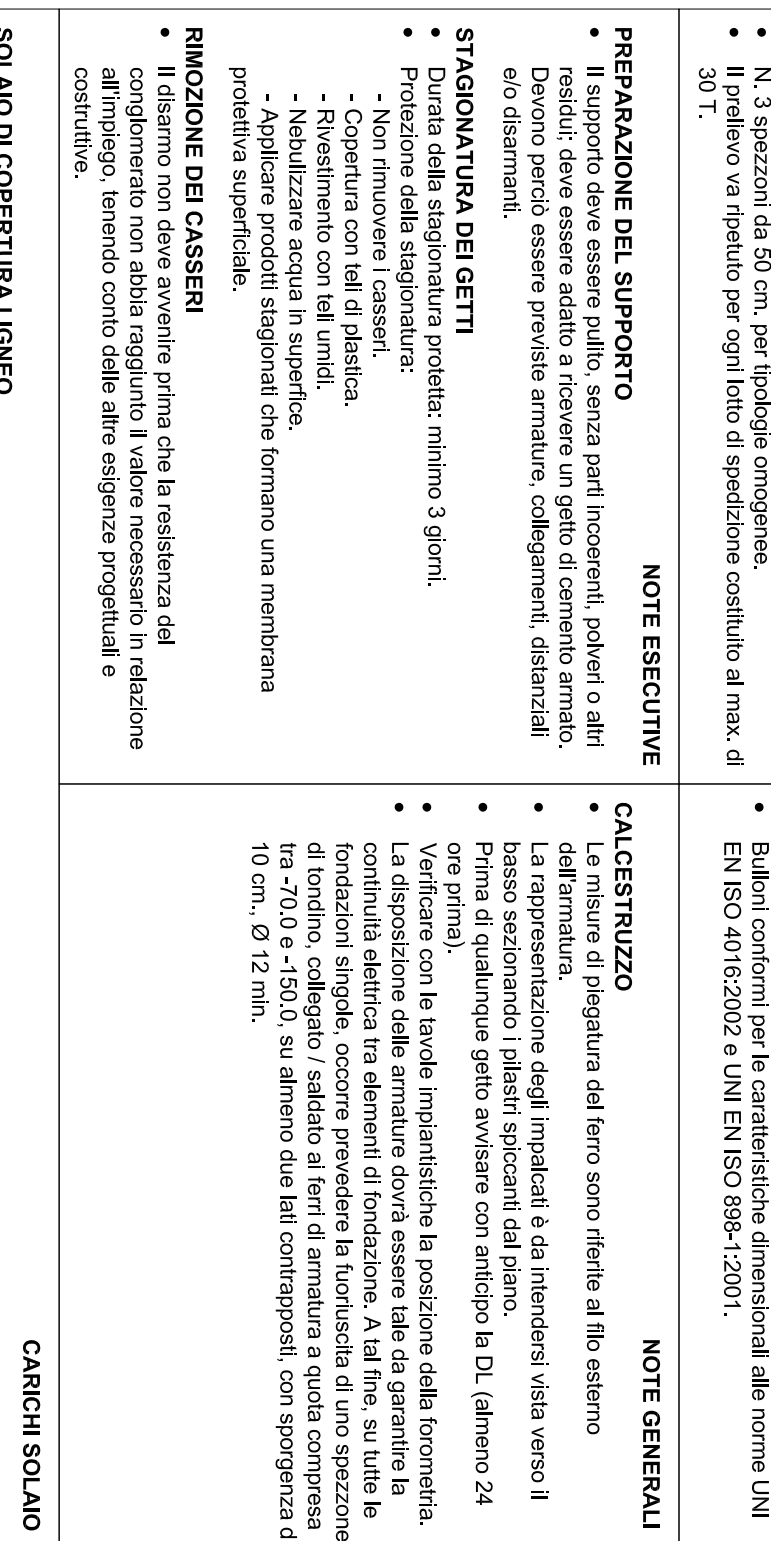 N. 3 spezzoni da 50 cm. per tipologie omogenee.
Il prelievo va ripetuto per ogni lotto di spedizione costituito al max. di
30 T.
Bulloni conformi per le caratteristiche dimensionali alle norme UNI
EN ISO 4016:2002 e UNI EN ISO 898-1:2001.
NOTE ESECUTIVE
PREPARAZIONE DEL SUPPORTO
Il supporto deve essere pulito, senza parti incoerenti, polveri o altri
residui; deve essere adatto a ricevere un getto di cemento armato.
Devono perciò essere previste armature, collegamenti, distanziali
e/o disarmanti.
STAGIONATURA DEI GETTI
Durata della stagionatura protetta: minimo 3 giorni.
Protezione della stagionatura:
- Non rimuovere i casseri.
- Copertura con teli di plastica.
- Rivestimento con teli umidi.
- Nebulizzare acqua in superfice.
- Applicare prodotti stagionati che formano una membrana
protettiva superficiale.
RIMOZIONE DEI CASSERI
Il disarmo non deve avvenire prima che la resistenza del
conglomerato non abbia raggiunto il valore necessario in relazione
all'impiego, tenendo conto delle altre esigenze progettuali e
costruttive.
NOTE GENERALI
CALCESTRUZZO
Le misure di piegatura del ferro sono riferite al filo esterno
dell'armatura.
La rappresentazione degli impalcati è da intendersi vista verso il
basso sezionando i pilastri spiccanti dal piano.
Prima di qualunque getto avvisare con anticipo la DL (almeno 24
ore prima).
Verificare con le tavole impiantistiche la posizione della forometria.
La disposizione delle armature dovrà essere tale da garantire la
continuità elettrica tra elementi di fondazione. A tal fine, su tutte le
fondazioni singole, occorre prevedere la fuoriuscita di uno spezzone
di tondino, collegato / saldato ai ferri di armatura a quota compresa
tra -70.0 e -150.0, su almeno due lati contrapposti, con sporgenza d
10 cm., Ø 12 min.
CARICHI SOLAIO
SOLAIO DI COPERTURA LIGNEO